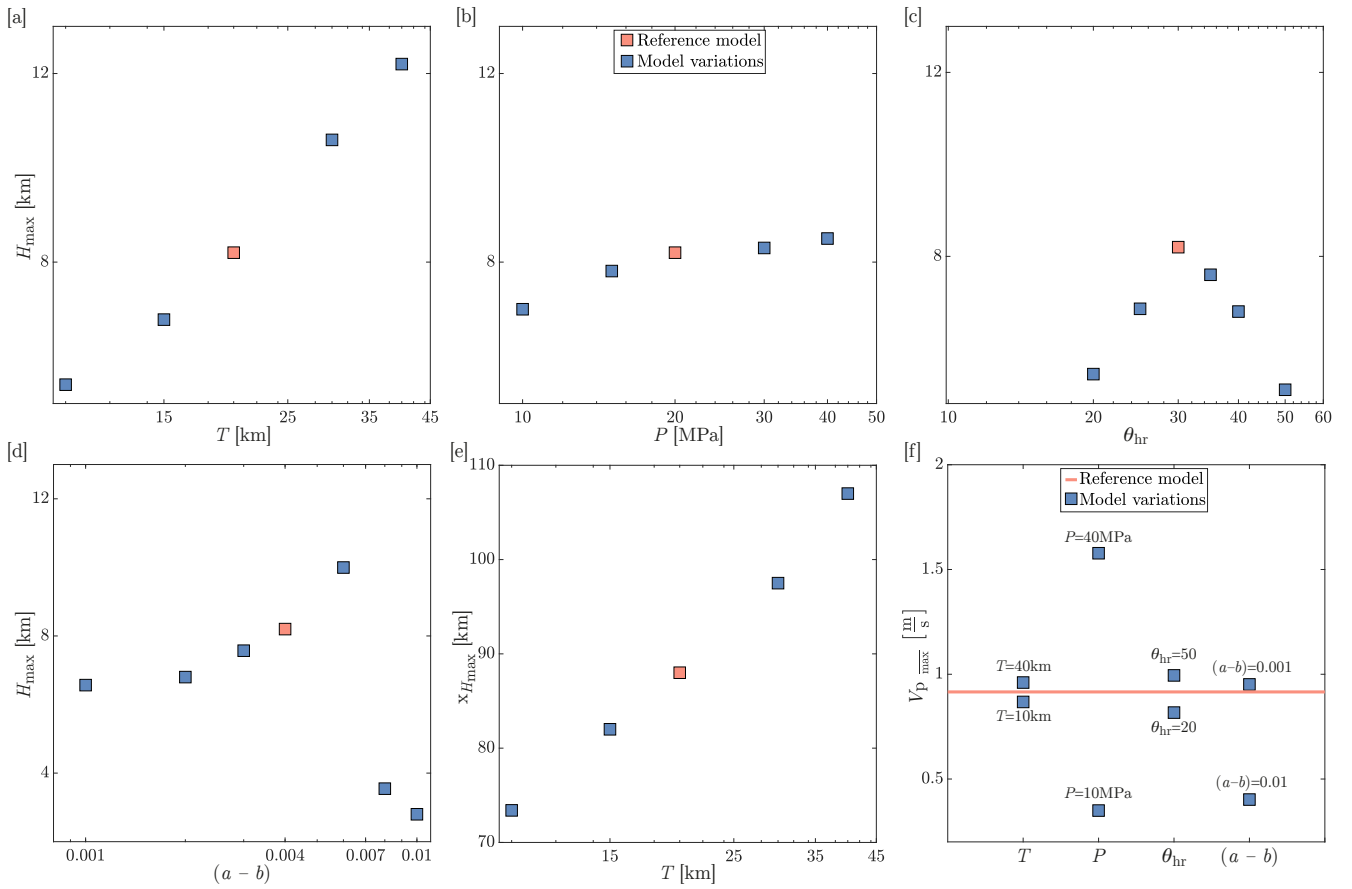 [a]
12
8
H_max [km]
15
25
35
45
T [km]
[b]
Reference model
Model variations
12
8
10
20
30
40
50
P [MPa]
[c]
12
8
10
20
30
40
50
60
θ_hr
[d]
12
8
4
H_max [km]
0.001
0.004
0.007
0.01
(a – b)
[e]
110
100
90
80
70
x_H_max [km]
15
25
35
45
T [km]
[f]
Reference model
Model variations
2
1.5
1
0.5
Vp max [m/s]
P=40MPa
T=40km
θ_hr=50
(a–b)=0.001
T=10km
θ_hr=20
P=10MPa
(a–b)=0.01
T
P
θ_hr
(a – b)